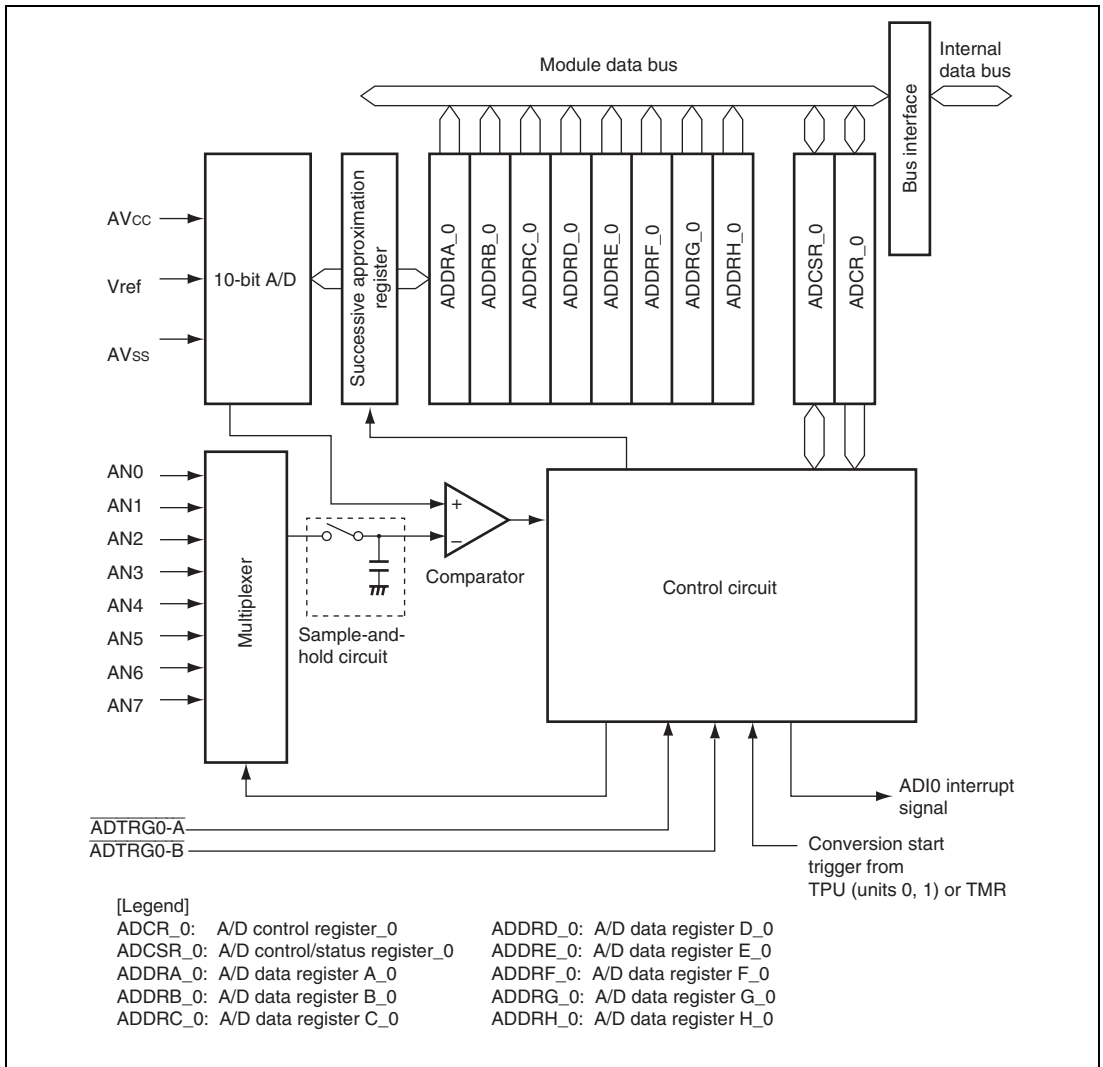 Module data bus
Internal
data bus
Bus interface
AVCC
Vref
AVSS
10-bit A/D
Successive approximation
register
ADDRA_0
ADDRB_0
ADDRC_0
ADDRD_0
ADDRE_0
ADDRF_0
ADDRG_0
ADDRH_0
ADCSR_0
ADCR_0
AN0
AN1
AN2
AN3
AN4
AN5
AN6
AN7
Multiplexer
+
–
Comparator
Sample-and-
hold circuit
Control circuit
ADI0 interrupt
signal
ADTRG0-A
ADTRG0-B
Conversion start
trigger from
TPU (units 0, 1) or TMR
[Legend]
ADCR_0: A/D control register_0
ADCSR_0: A/D control/status register_0
ADDRA_0: A/D data register A_0
ADDRB_0: A/D data register B_0
ADDRC_0: A/D data register C_0
ADDRD_0: A/D data register D_0
ADDRE_0: A/D data register E_0
ADDRF_0: A/D data register F_0
ADDRG_0: A/D data register G_0
ADDRH_0: A/D data register H_0